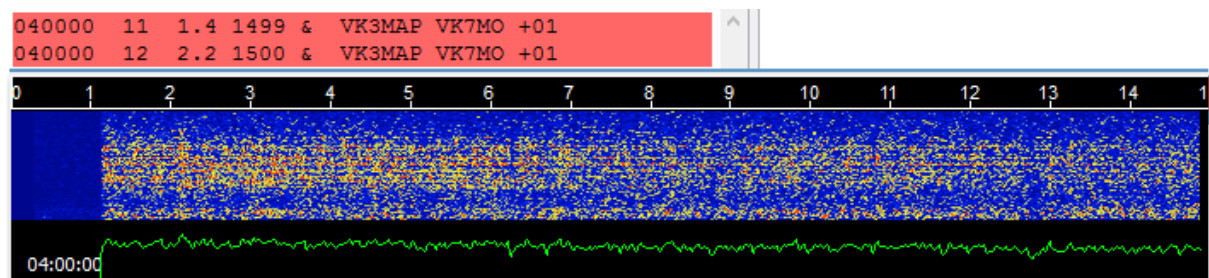 040000 11 1.4 1499 & VK3MAP VK7MO +01
040000 12 2.2 1500 & VK3MAP VK7MO +01
0 1 2 3 4 5 6 7 8 9 10 11 12 13 14 1
04:00:00